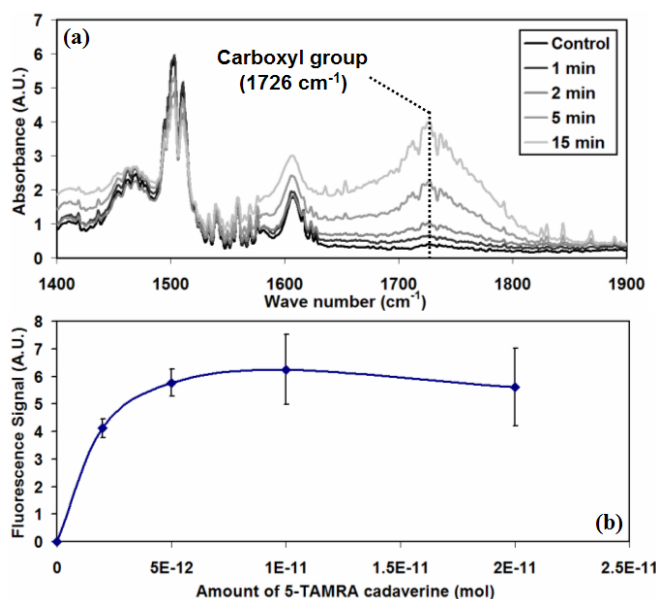 (a)
Carboxyl group
(1726 cm-1)
Control
1 min
2 min
5 min
15 min
Absorbance (A.U.)
7
6
5
4
3
2
1
0
1400 1500 1600 1700 1800 1900
Wave number (cm-1)
Fluorescence Signal (A.U.)
8
7
6
5
4
3
2
1
0
(b)
0 5E-12 1E-11 1.5E-11 2E-11 2.5E-11
Amount of 5-TAMRA cadaverine (mol)